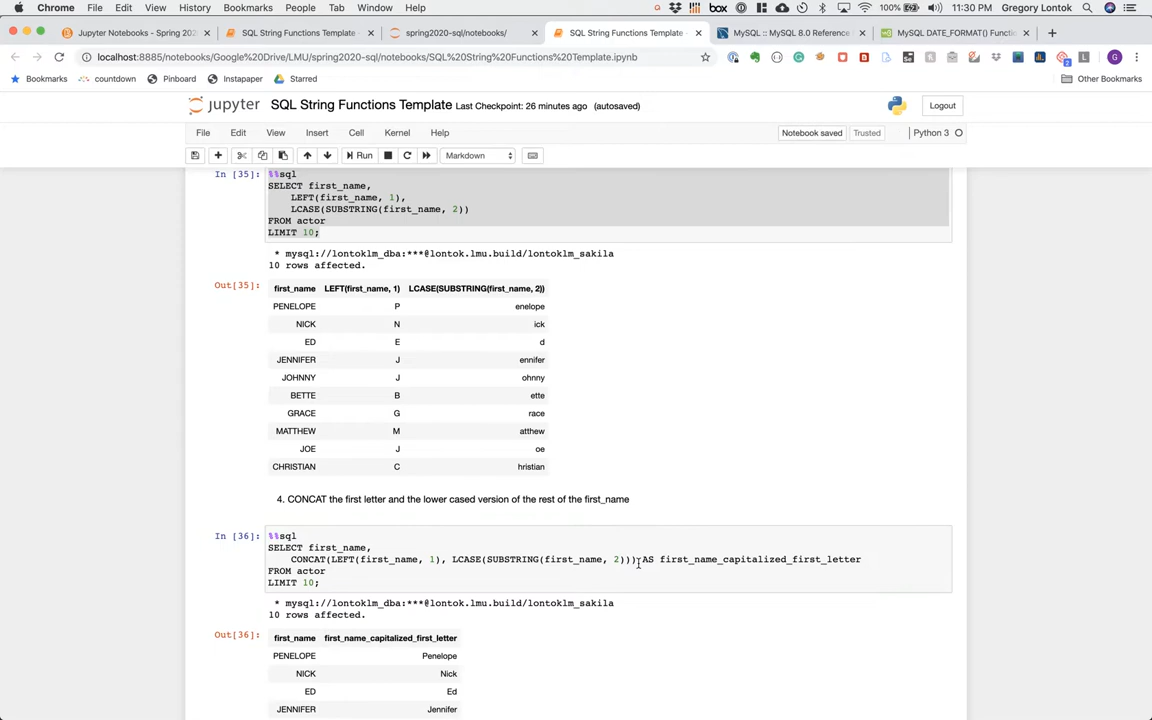 Chrome File Edit View History Bookmarks People Tab Window Help box 100% Gregory Lontok 11:30 PM
Jupyter Notebooks - Spring 202 × SQL String Functions Template - × spring2020-sql/notebooks/ × SQL String Functions Template - × MySQL :: MySQL 8.0 Reference × MySQL DATE_FORMAT() Functi ×
localhost:8885/notebooks/Google%20Drive/LMU/spring2020-sql/notebooks/SQL%20String%20Functions%20Template.ipynb
Bookmarks countdown Pinboard Instapaper Starred Other Bookmarks
jupyter SQL String Functions Template Last Checkpoint: 26 minutes ago (autosaved) Logout
File Edit View Insert Cell Kernel Help Notebook saved Trusted Python 3
Run Markdown
In [35]: %%sql
SELECT first_name,
LEFT(first_name, 1),
LCASE(SUBSTRING(first_name, 2))
FROM actor
LIMIT 10;
* mysql://lontoklm_dba:***@lontok.lmu.build/lontoklm_sakila
10 rows affected.
Out[35]: first_name LEFT(first_name, 1) LCASE(SUBSTRING(first_name, 2))
PENELOPE P enelope
NICK N ick
ED E d
JENNIFER J ennifer
JOHNNY J ohnny
BETTE B ette
GRACE G race
MATTHEW M atthew
JOE J oe
CHRISTIAN C hristian
4. CONCAT the first letter and the lower cased version of the rest of the first_name
In [36]: %%sql
SELECT first_name,
CONCAT(LEFT(first_name, 1), LCASE(SUBSTRING(first_name, 2))) AS first_name_capitalized_first_letter
FROM actor
LIMIT 10;
* mysql://lontoklm_dba:***@lontok.lmu.build/lontoklm_sakila
10 rows affected.
Out[36]: first_name first_name_capitalized_first_letter
PENELOPE Penelope
NICK Nick
ED Ed
JENNIFER Jennifer